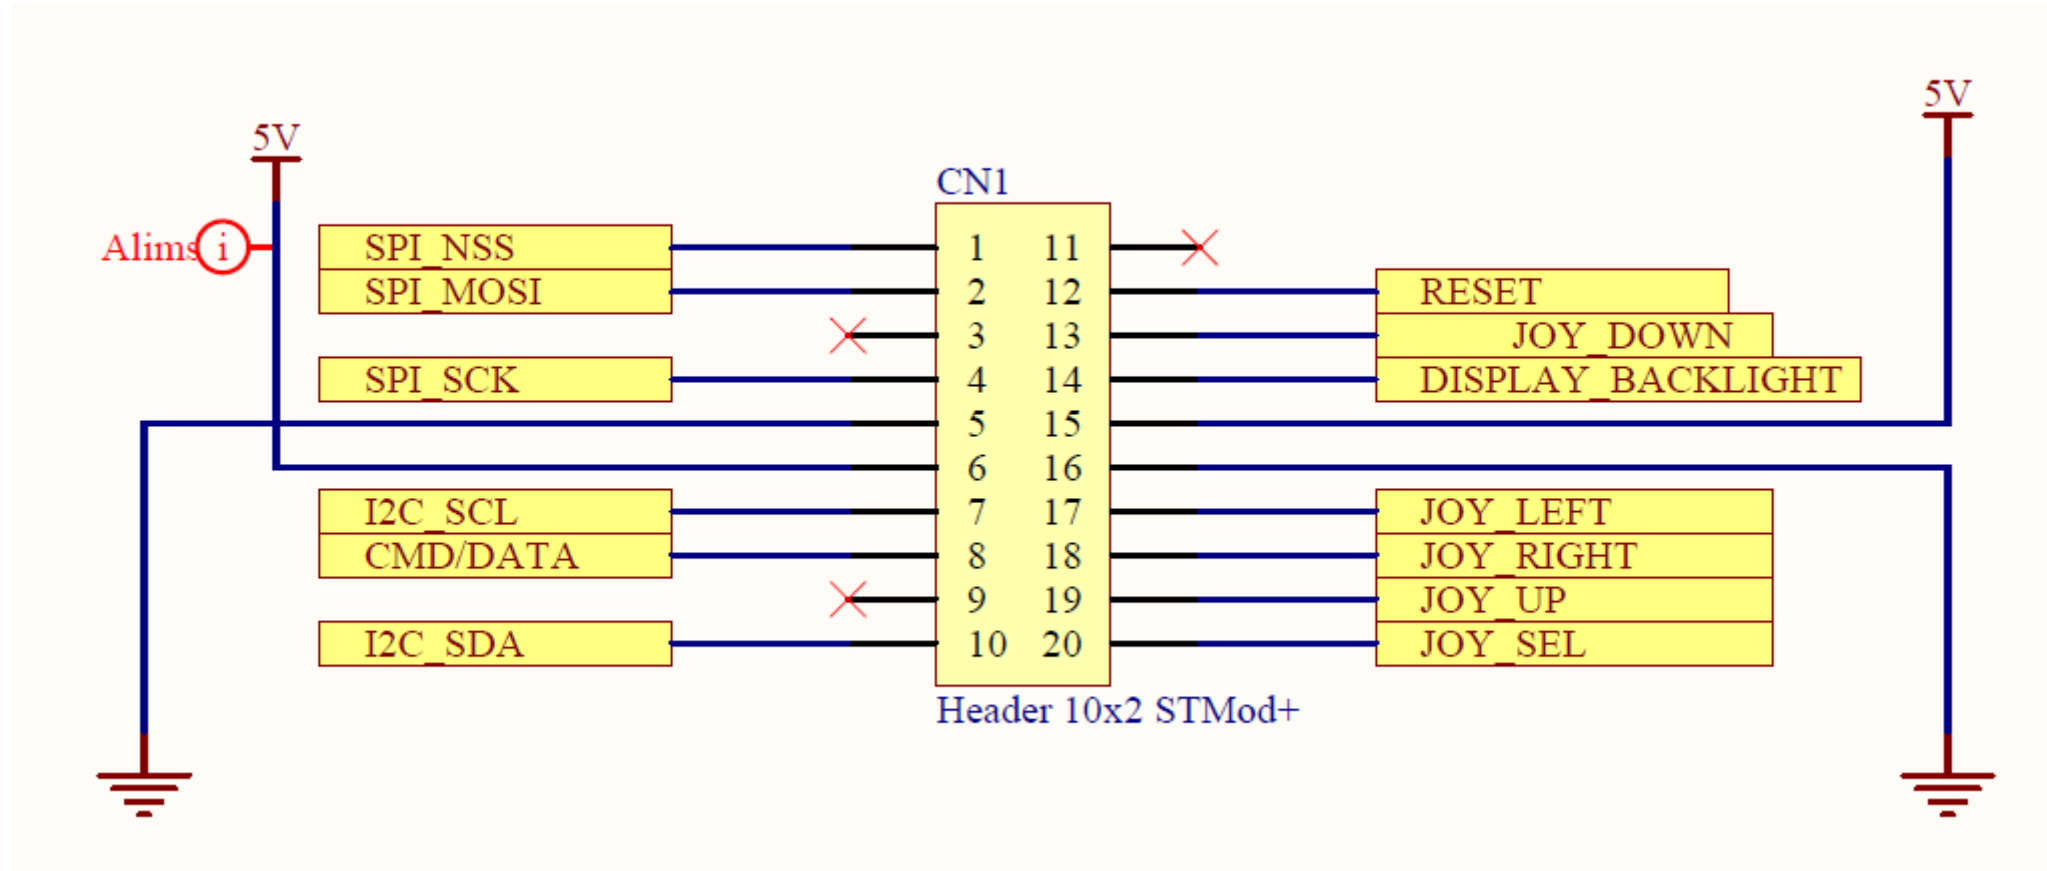 5V
5V
CN1
Alims i
SPI_NSS 1 11
SPI_MOSI 2 12 RESET
3 13 JOY_DOWN
SPI_SCK 4 14 DISPLAY_BACKLIGHT
5 15
6 16
I2C_SCL 7 17 JOY_LEFT
CMD/DATA 8 18 JOY_RIGHT
9 19 JOY_UP
I2C_SDA 10 20 JOY_SEL
Header 10x2 STMod+